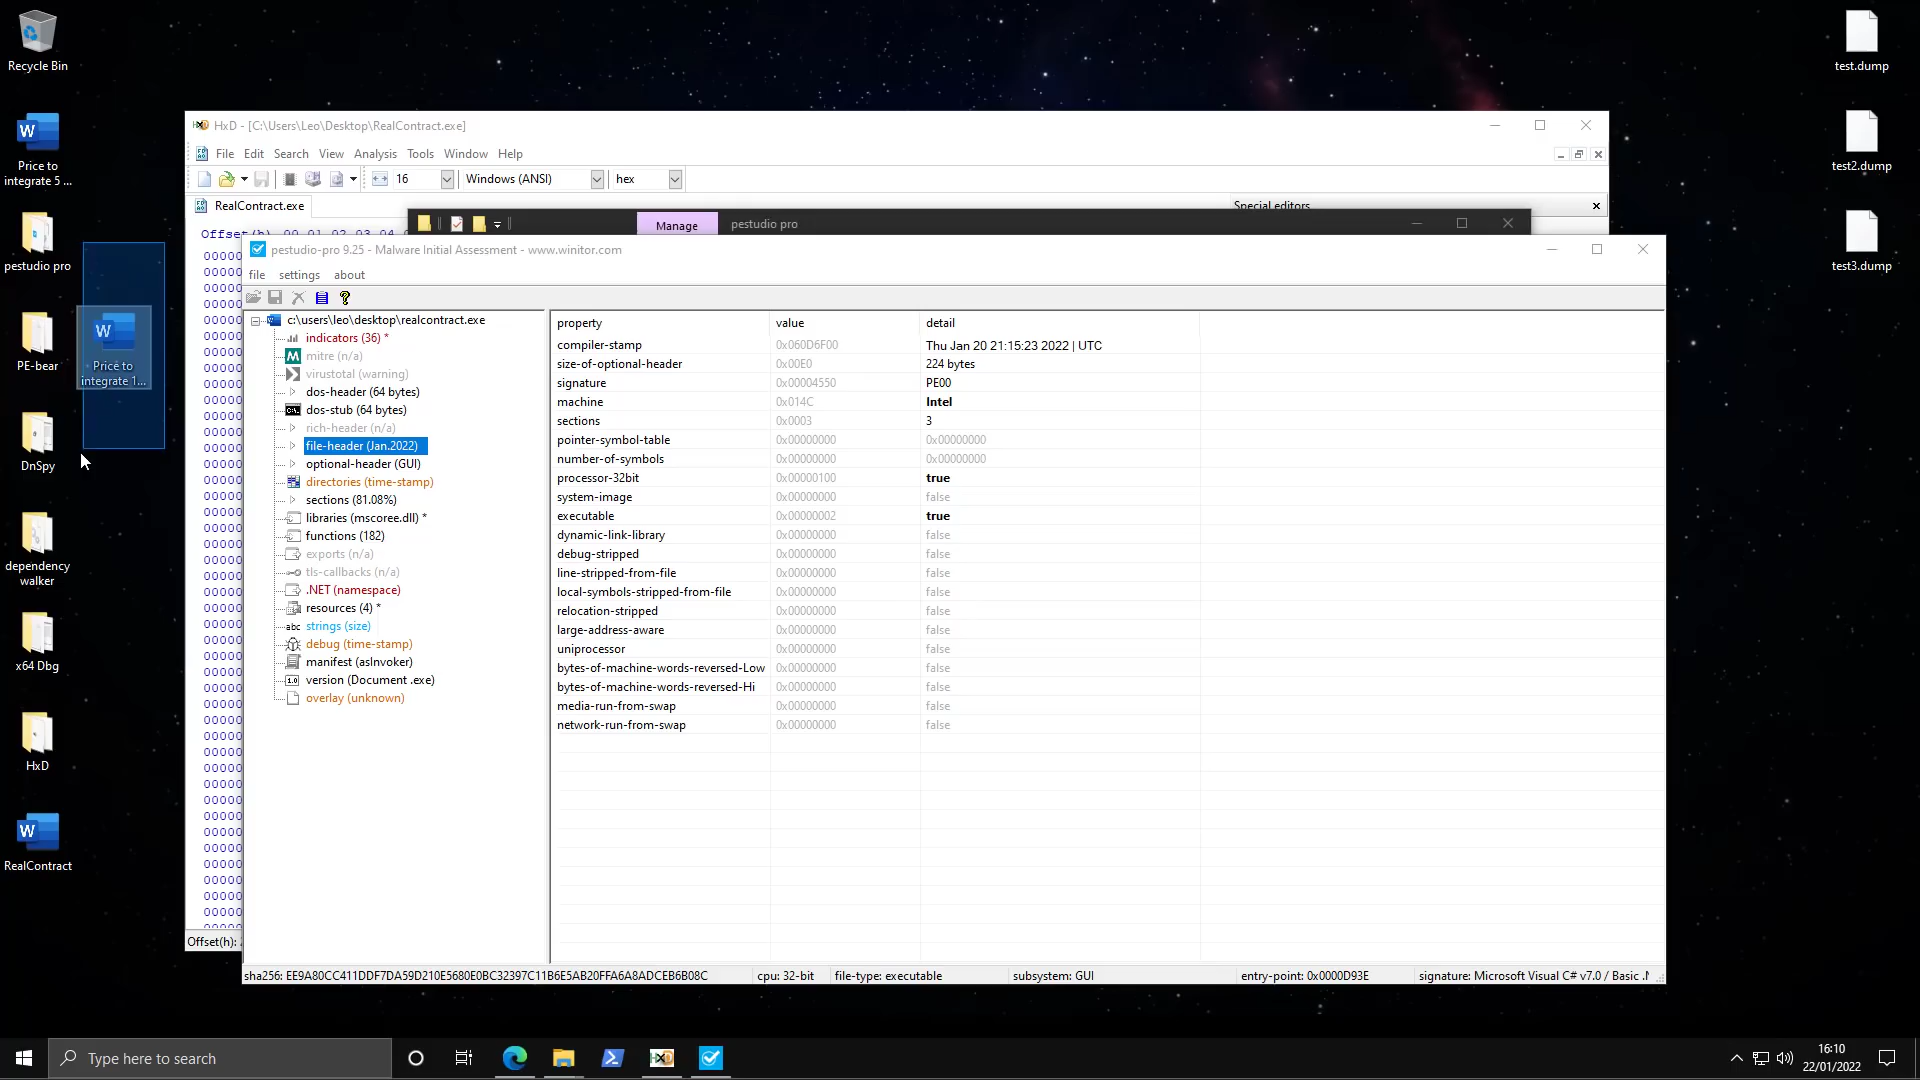 Recycle Bin
Price to
integrate 5 ...
pestudio pro
PE-bear
Price to
integrate 1...
DnSpy
dependency
walker
x64 Dbg
HxD
RealContract
test.dump
test2.dump
test3.dump
HxD - [C:\Users\Leo\Desktop\RealContract.exe]
File Edit Search View Analysis Tools Window Help
16 Windows (ANSI) hex
RealContract.exe
Special editors
Offset(h) 00 01 02 03 04
Manage pestudio pro
pestudio-pro 9.25 - Malware Initial Assessment - www.winitor.com
file settings about
c:\users\leo\desktop\realcontract.exe
indicators (36) *
mitre (n/a)
virustotal (warning)
dos-header (64 bytes)
dos-stub (64 bytes)
rich-header (n/a)
file-header (Jan.2022)
optional-header (GUI)
directories (time-stamp)
sections (81.08%)
libraries (mscoree.dll) *
functions (182)
exports (n/a)
tls-callbacks (n/a)
.NET (namespace)
resources (4) *
strings (size)
debug (time-stamp)
manifest (asInvoker)
version (Document .exe)
overlay (unknown)
property value detail
compiler-stamp 0x060D6F00 Thu Jan 20 21:15:23 2022 | UTC
size-of-optional-header 0x00E0 224 bytes
signature 0x00004550 PE00
machine 0x014C Intel
sections 0x0003 3
pointer-symbol-table 0x00000000 0x00000000
number-of-symbols 0x00000000 0x00000000
processor-32bit 0x00000100 true
system-image 0x00000000 false
executable 0x00000002 true
dynamic-link-library 0x00000000 false
debug-stripped 0x00000000 false
line-stripped-from-file 0x00000000 false
local-symbols-stripped-from-file 0x00000000 false
relocation-stripped 0x00000000 false
large-address-aware 0x00000000 false
uniprocessor 0x00000000 false
bytes-of-machine-words-reversed-Low 0x00000000 false
bytes-of-machine-words-reversed-Hi 0x00000000 false
media-run-from-swap 0x00000000 false
network-run-from-swap 0x00000000 false
Offset(h):
sha256: EE9A80CC411DDF7DA59D210E5680E0BC32397C11B6E5AB20FFA6A8ADCEB6B08C cpu: 32-bit file-type: executable subsystem: GUI entry-point: 0x0000D93E signature: Microsoft Visual C# v7.0 / Basic .N
Type here to search
16:10
22/01/2022